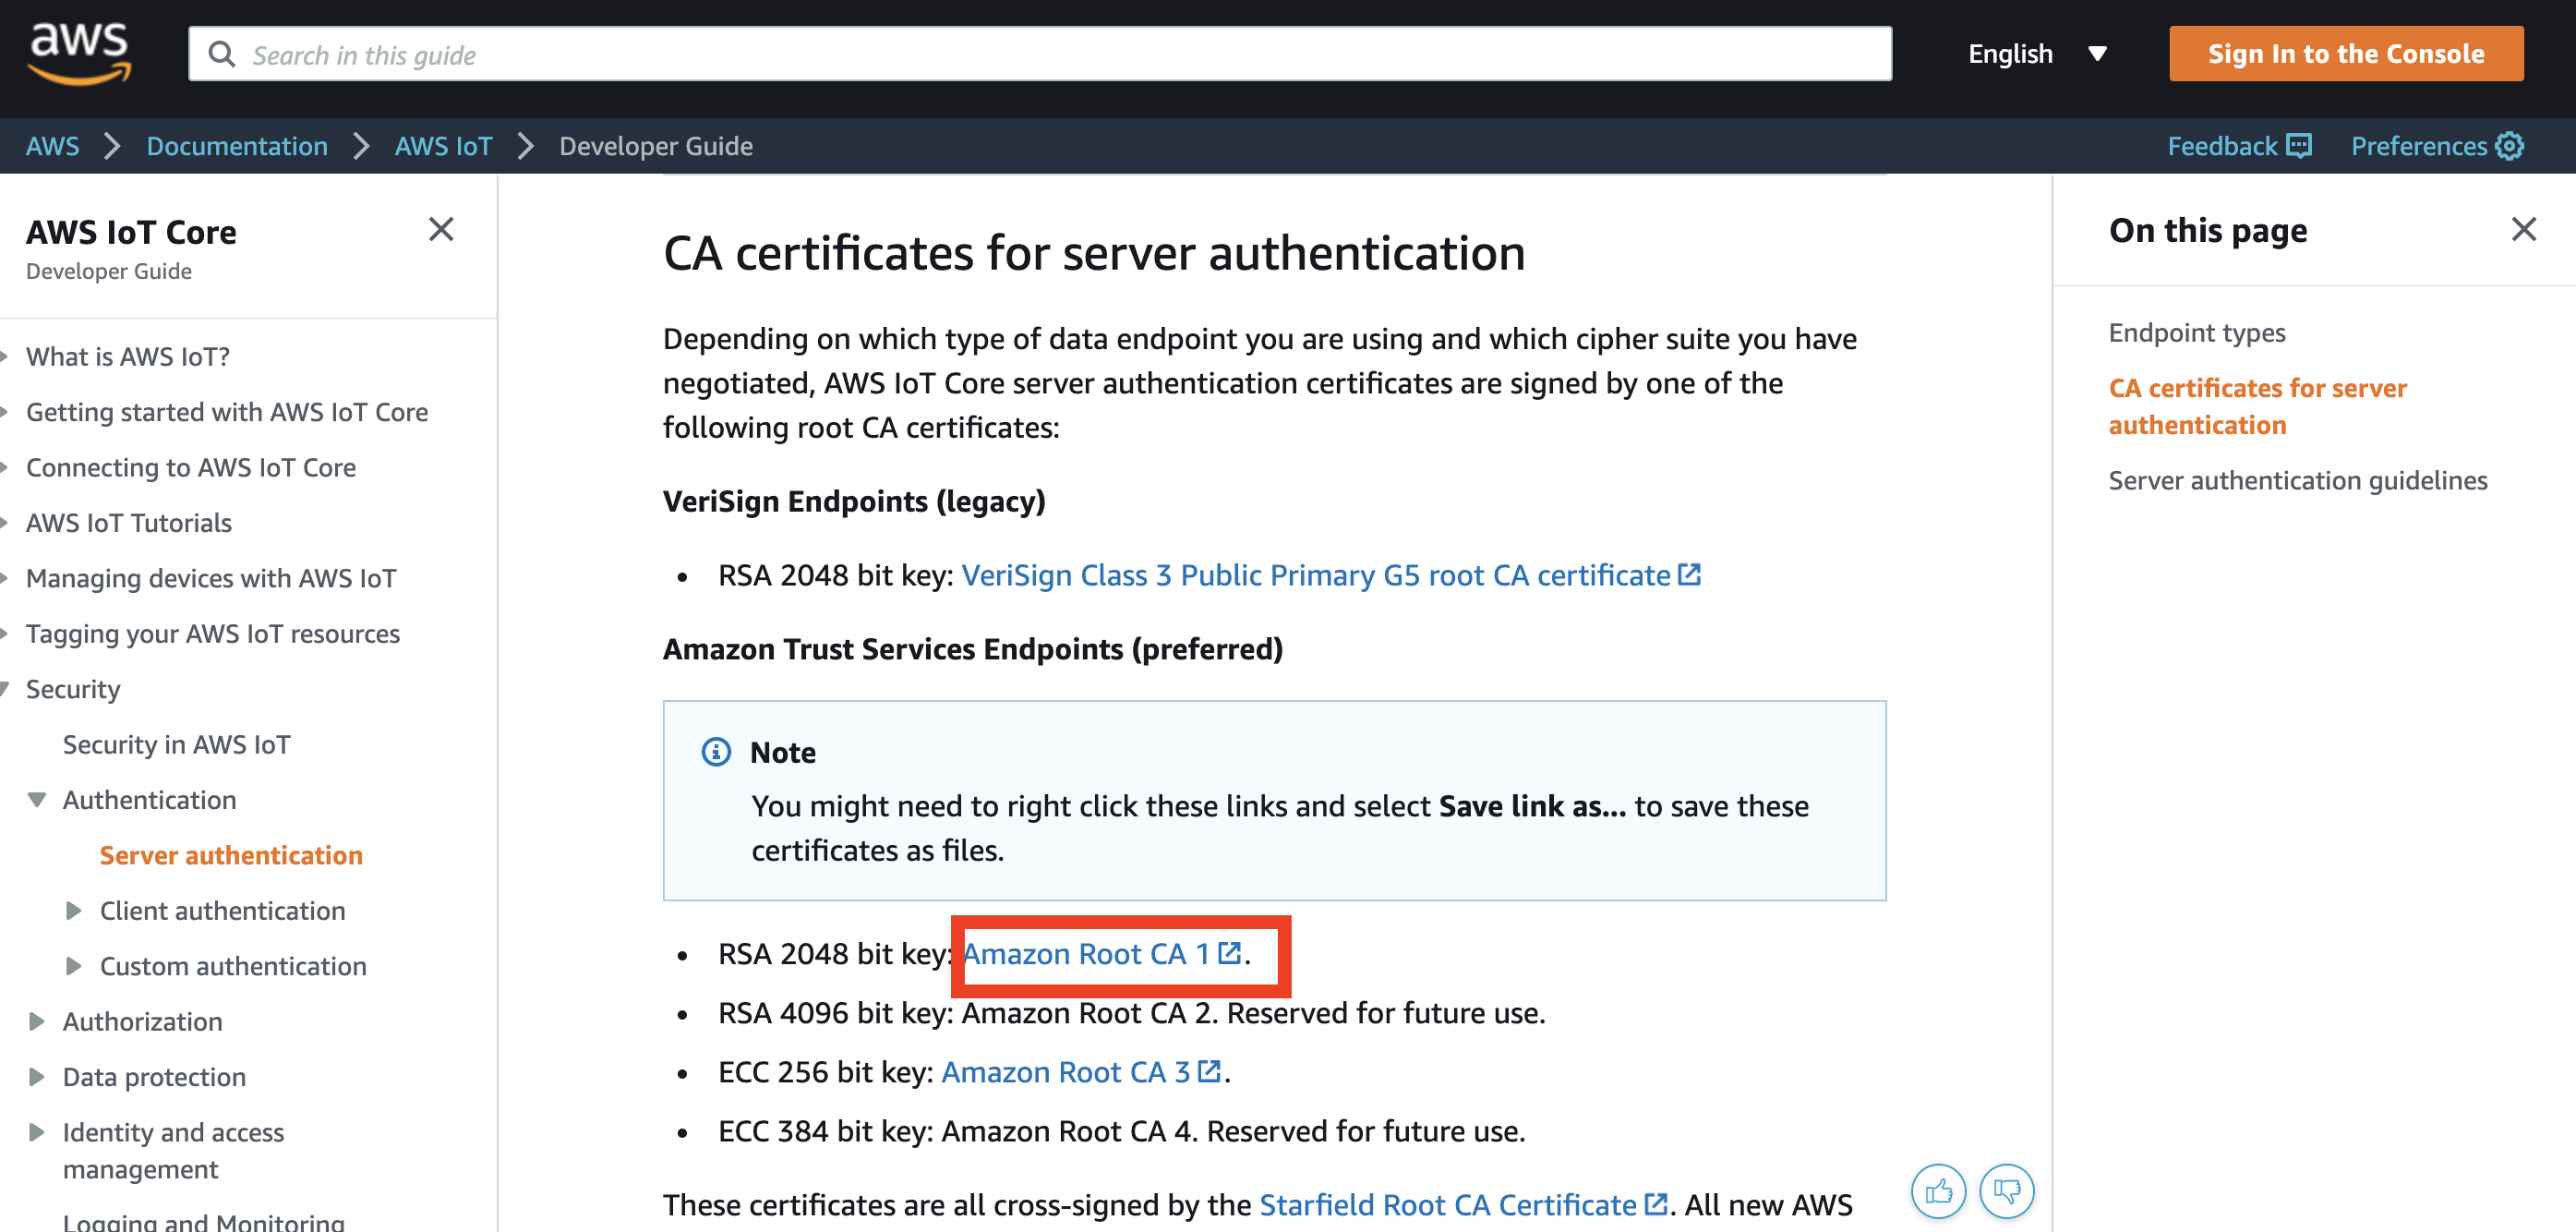 aws
Search in this guide
English
Sign In to the Console
AWS
Documentation
AWS IoT
Developer Guide
Feedback
Preferences
AWS IoT Core
Developer Guide
What is AWS IoT?
Getting started with AWS IoT Core
Connecting to AWS IoT Core
AWS IoT Tutorials
Managing devices with AWS IoT
Tagging your AWS IoT resources
Security
Security in AWS IoT
Authentication
Server authentication
Client authentication
Custom authentication
Authorization
Data protection
Identity and access
management
Logging and Monitoring
CA certificates for server authentication
Depending on which type of data endpoint you are using and which cipher suite you have
negotiated, AWS IoT Core server authentication certificates are signed by one of the
following root CA certificates:
VeriSign Endpoints (legacy)
• RSA 2048 bit key: VeriSign Class 3 Public Primary G5 root CA certificate
Amazon Trust Services Endpoints (preferred)
Note
You might need to right click these links and select Save link as... to save these
certificates as files.
• RSA 2048 bit key: Amazon Root CA 1.
• RSA 4096 bit key: Amazon Root CA 2. Reserved for future use.
• ECC 256 bit key: Amazon Root CA 3.
• ECC 384 bit key: Amazon Root CA 4. Reserved for future use.
These certificates are all cross-signed by the Starfield Root CA Certificate. All new AWS
On this page
Endpoint types
CA certificates for server
authentication
Server authentication guidelines